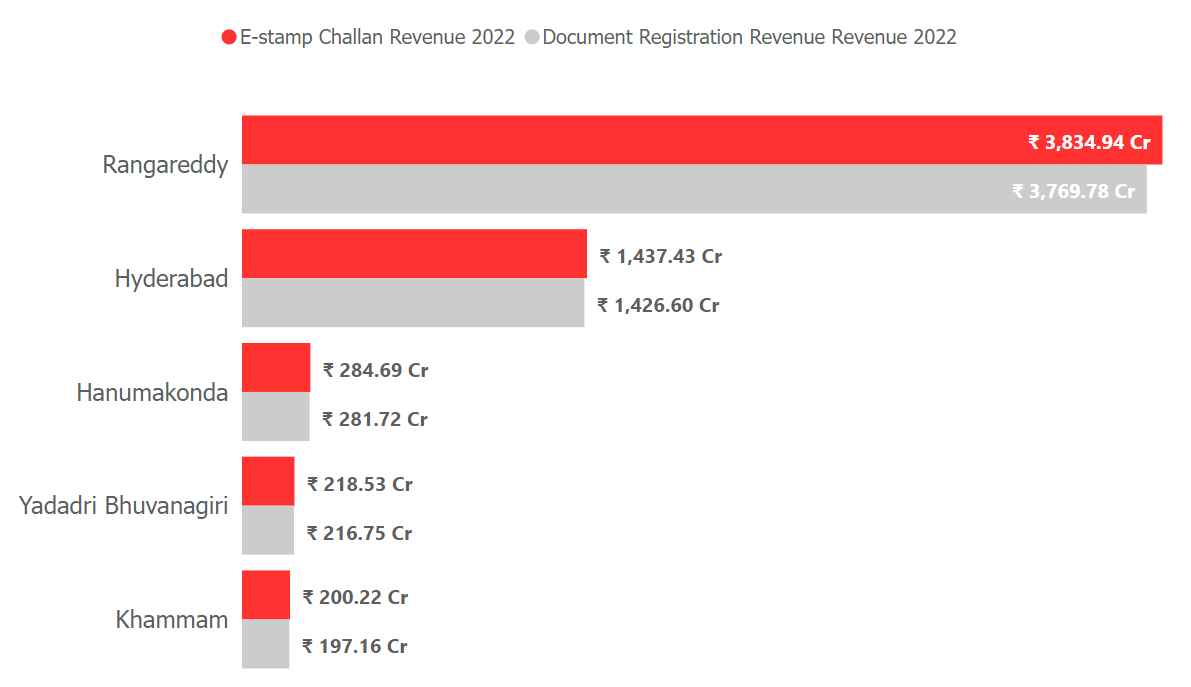 E-stamp Challan Revenue 2022 Document Registration Revenue Revenue 2022
Rangareddy
₹ 3,834.94 Cr
₹ 3,769.78 Cr
Hyderabad
₹ 1,437.43 Cr
₹ 1,426.60 Cr
Hanumakonda
₹ 284.69 Cr
₹ 281.72 Cr
Yadadri Bhuvanagiri
₹ 218.53 Cr
₹ 216.75 Cr
Khammam
₹ 200.22 Cr
₹ 197.16 Cr